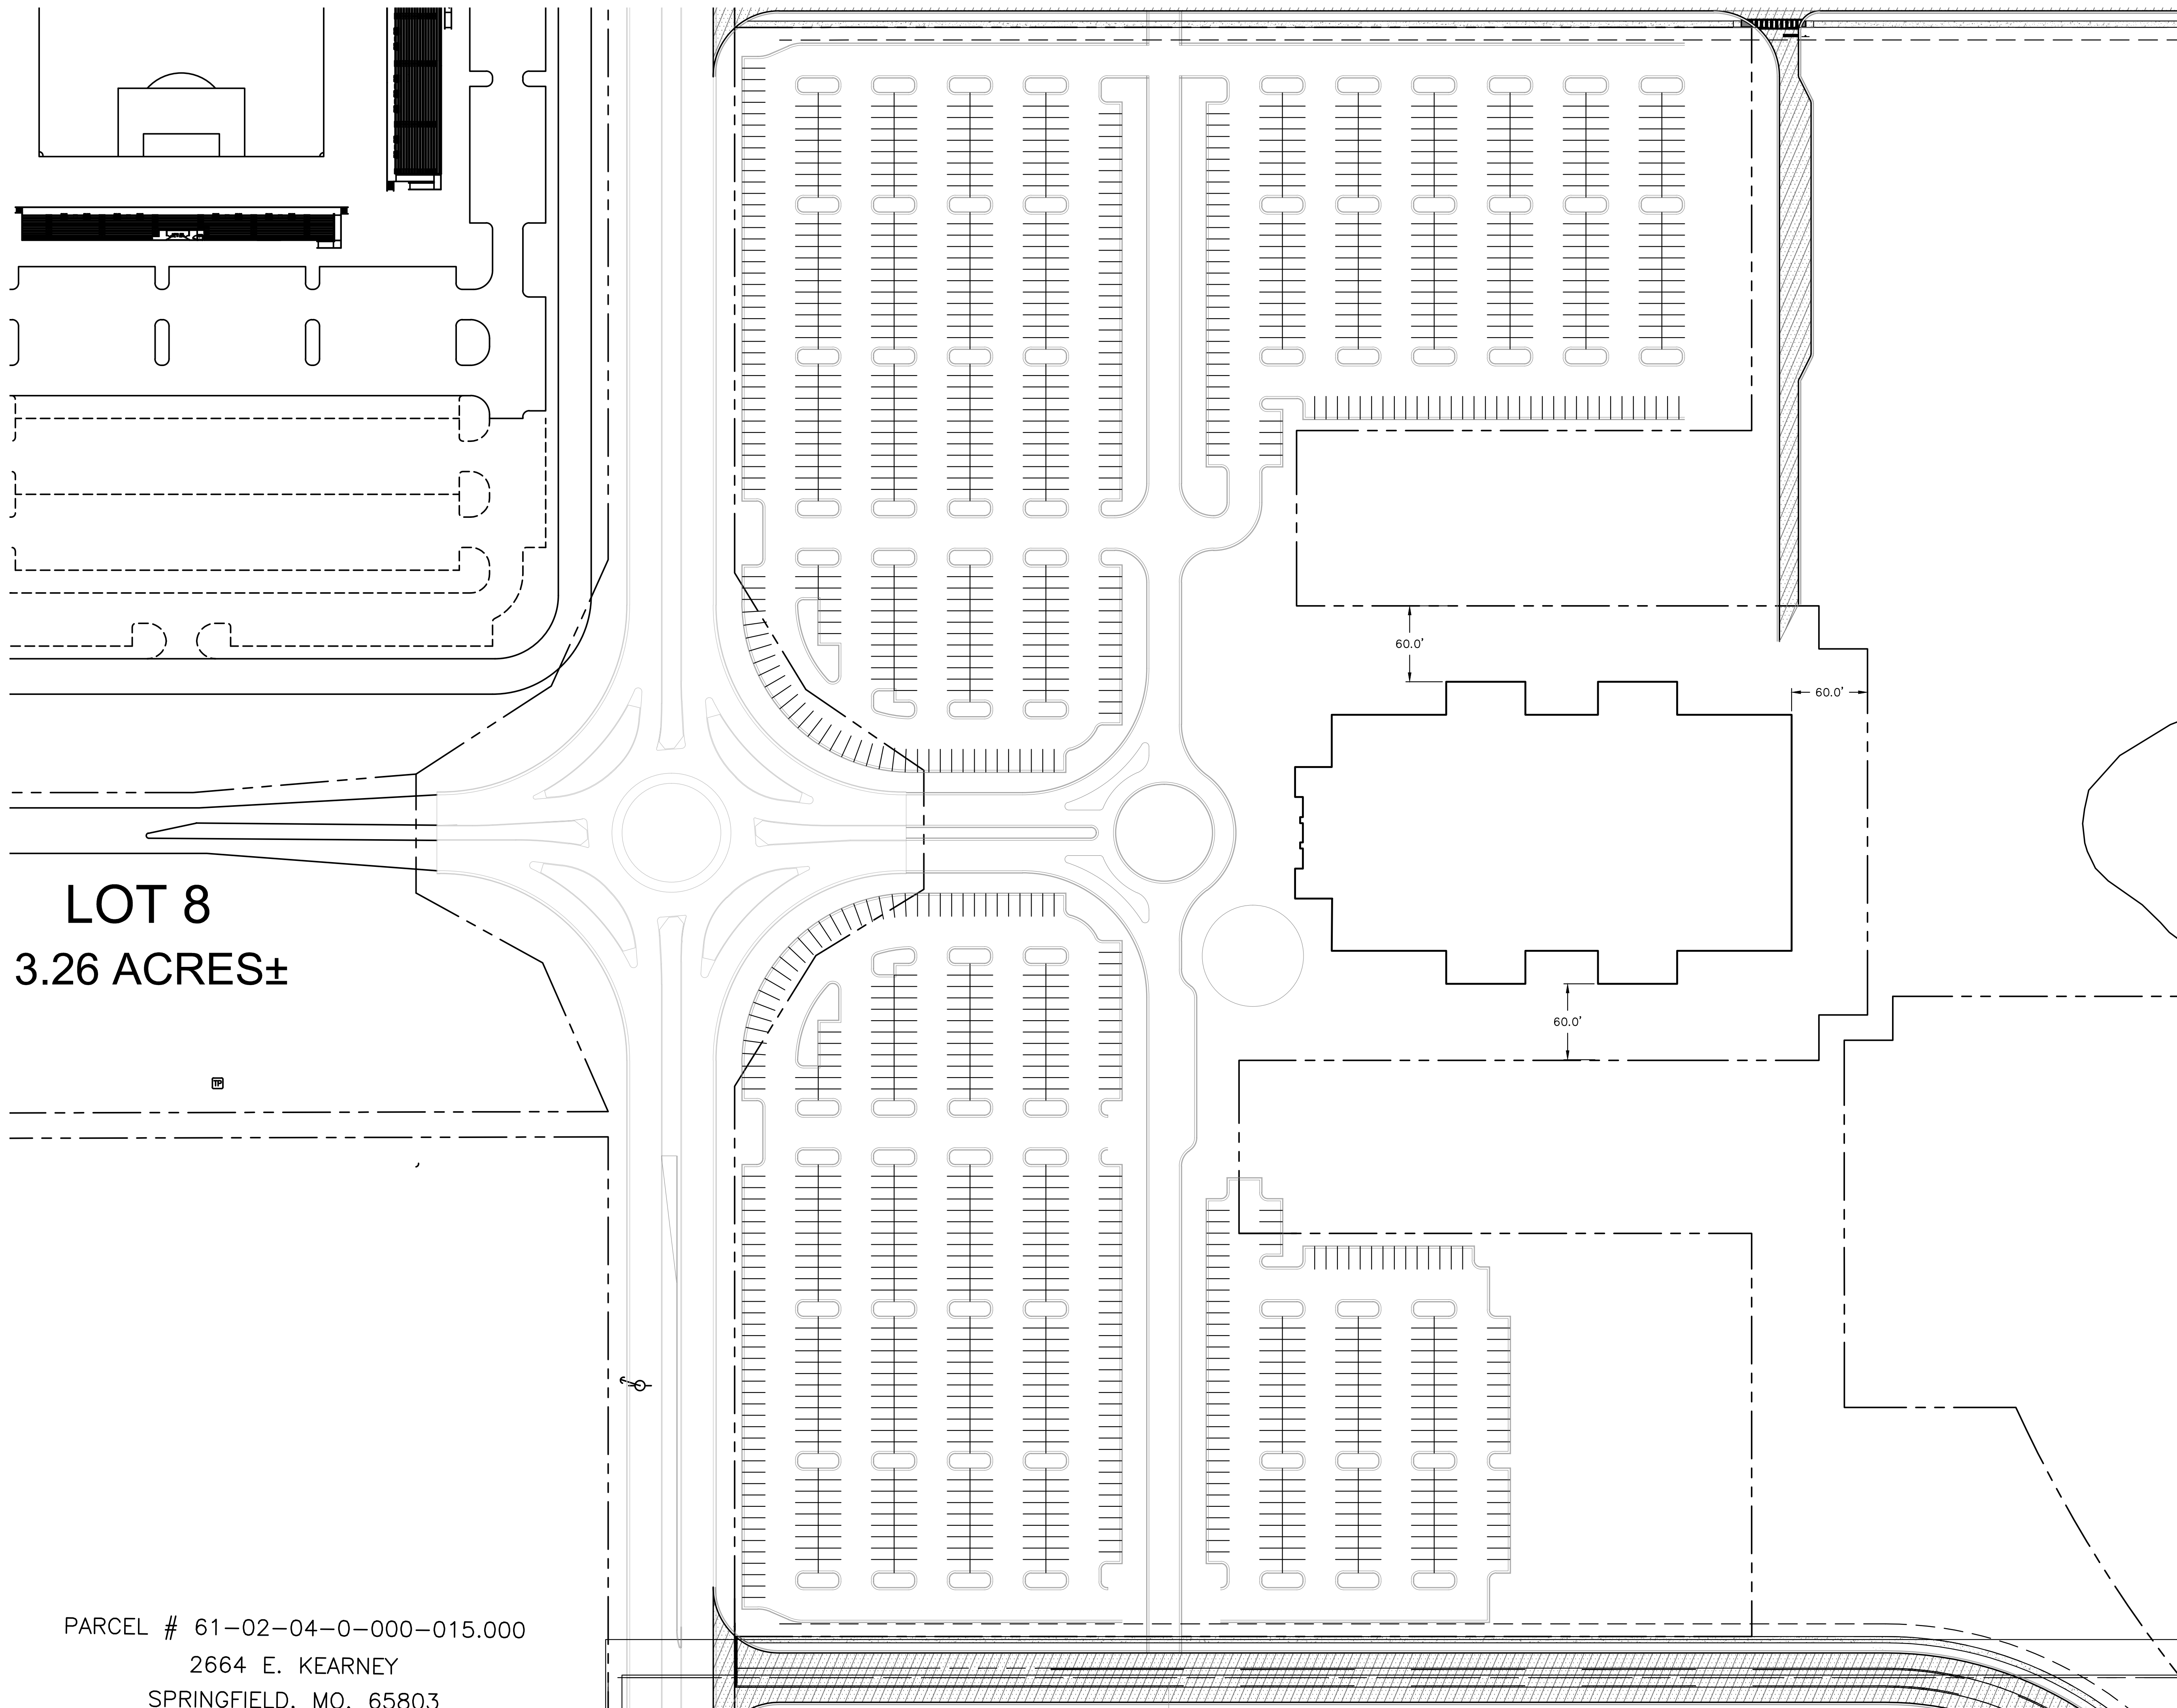 60.0'
60.0'
LOT 8
3.26 ACRES±
60.0'
TP
PARCEL # 61-02-04-0-000-015.000
2664 E. KEARNEY
SPRINGFIELD, MO. 65803